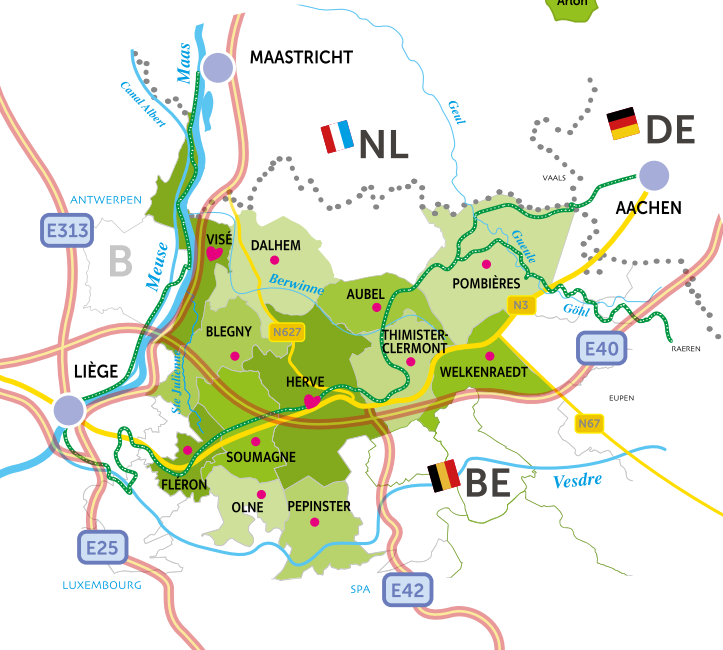 Arlon
MAASTRICHT
Maas
Canal Albert
Geul
NL
DE
VAALS
AACHEN
ANTWERPEN
E313
B
Meuse
VISÉ
DALHEM
Gueule
POMBIÈRES
Berwinne
AUBEL
N3
Göhl
BLEGNY
N627
THIMISTER-
CLERMONT
E40
RAEREN
LIÈGE
Ste Julienne
HERVE
WELKENRAEDT
EUPEN
N67
SOUMAGNE
FLÉRON
BE
Vesdre
OLNE
PEPINSTER
E25
LUXEMBOURG
SPA
E42